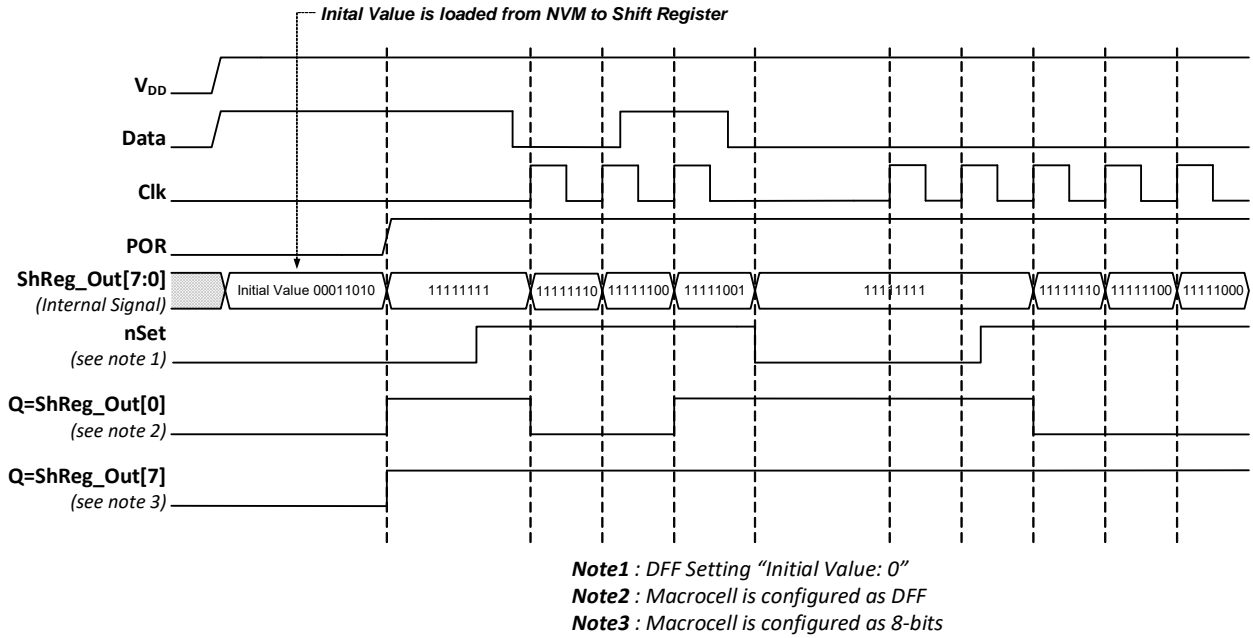 Inital Value is loaded from NVM to Shift Register
VDD
Data
Clk
POR
ShReg_Out[7:0]
(Internal Signal)
Initial Value 00011010
11111111
11111110
11111100
11111001
11111111
11111110
11111100
11111000
nSet
(see note 1)
Q=ShReg_Out[0]
(see note 2)
Q=ShReg_Out[7]
(see note 3)
Note1 : DFF Setting “Initial Value: 0”
Note2 : Macrocell is configured as DFF
Note3 : Macrocell is configured as 8-bits